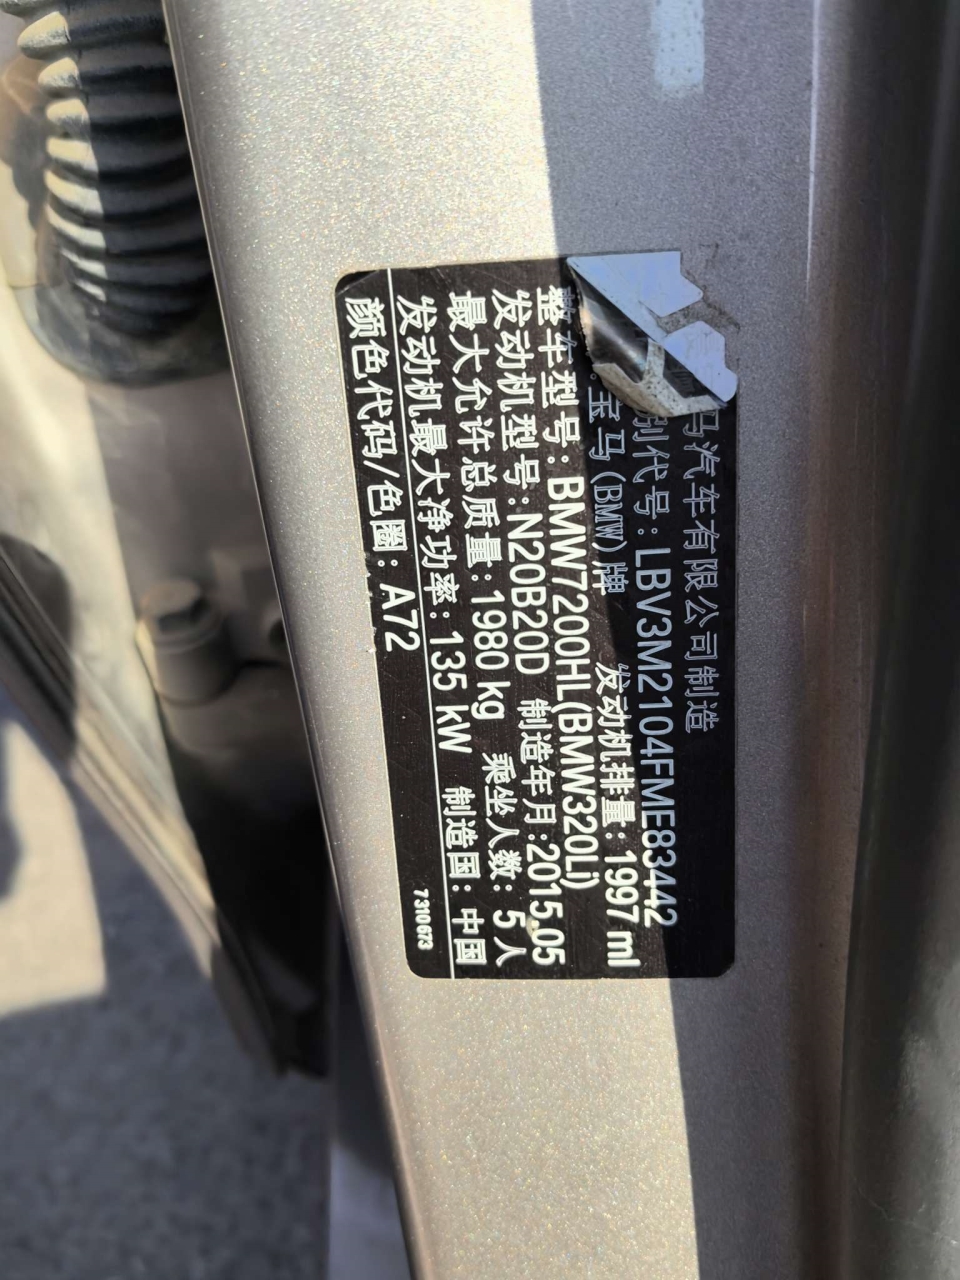 马汽车有限公司制造
别代号:LBV3M2104FME83442
宝马(BMW)牌 发动机排量:1997 ml
整车型号:BMW7200HL(BMW320Li)
发动机型号:N20B20D 制造年月:2015.05
最大允许总质量:1980 kg 乘坐人数:5人
发动机最大净功率:135 kW 制造国:中国
颜色代码/色圈:A72
7310673